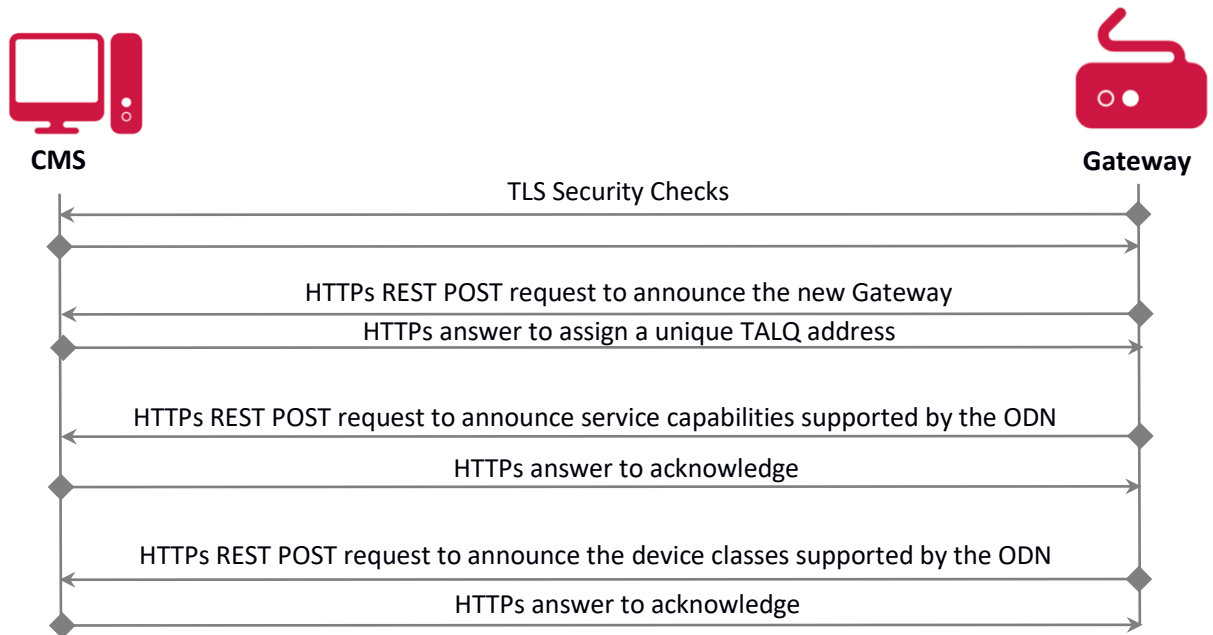 CMS
Gateway
TLS Security Checks
HTTPs REST POST request to announce the new Gateway
HTTPs answer to assign a unique TALQ address
HTTPs REST POST request to announce service capabilities supported by the ODN
HTTPs answer to acknowledge
HTTPs REST POST request to announce the device classes supported by the ODN
HTTPs answer to acknowledge